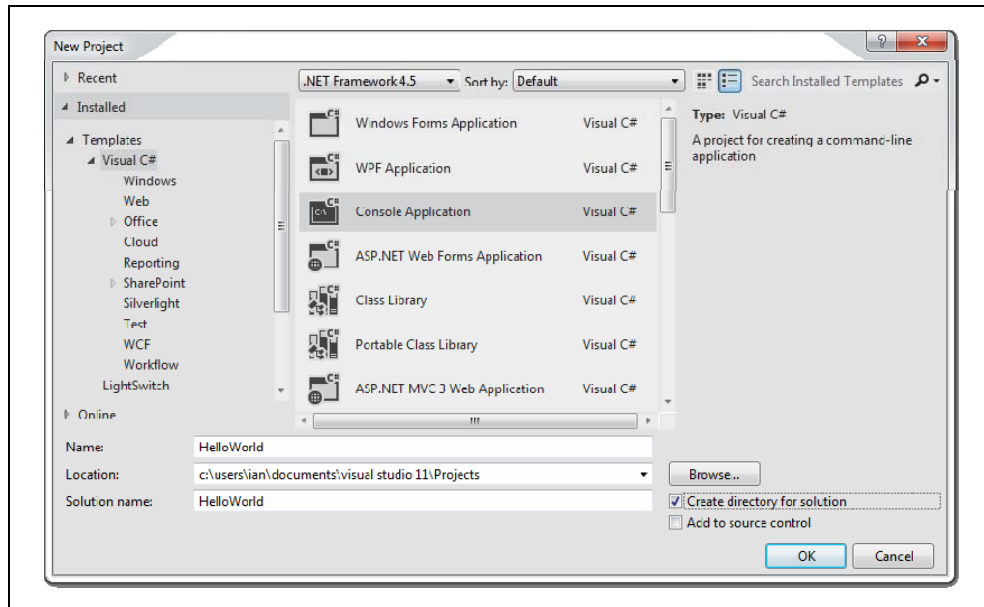 New Project
Recent
.NET Framework 4.5
Sort by: Default
Search Installed Templates
Installed
Templates
Visual C#
Windows
Web
Office
Cloud
Reporting
SharePoint
Silverlight
Test
WCF
Workflow
LightSwitch
Online
Windows Forms Application Visual C#
WPF Application Visual C#
Console Application Visual C#
ASP.NET Web Forms Application Visual C#
Class Library Visual C#
Portable Class Library Visual C#
ASP.NET MVC 3 Web Application Visual C#
Type: Visual C#
A project for creating a command-line
application
Name: HelloWorld
Location: c:\users\ian\documents\visual studio 11\Projects
Browse...
Solution name: HelloWorld
Create directory for solution
Add to source control
OK Cancel